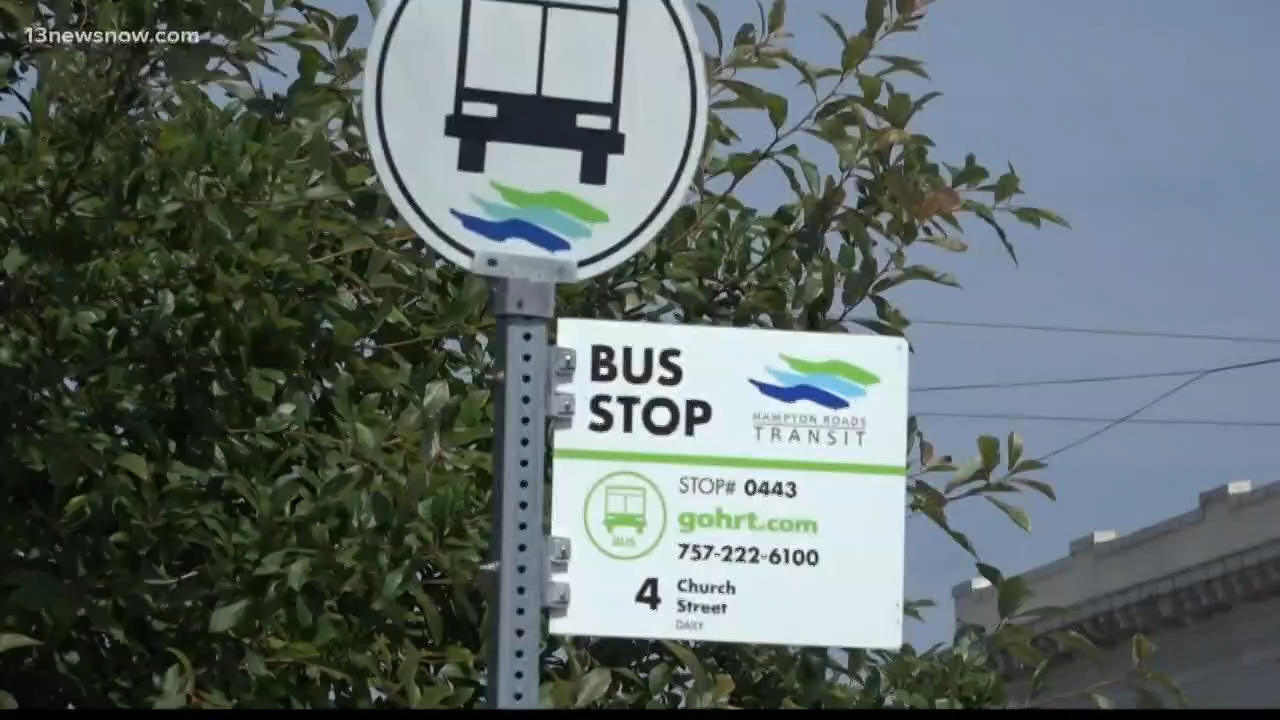 13newsnow.com
BUS
STOP
HAMPTON ROADS
TRANSIT
STOP# 0443
gohrt.com
BUS
757-222-6100
4 Church
Street
DAILY